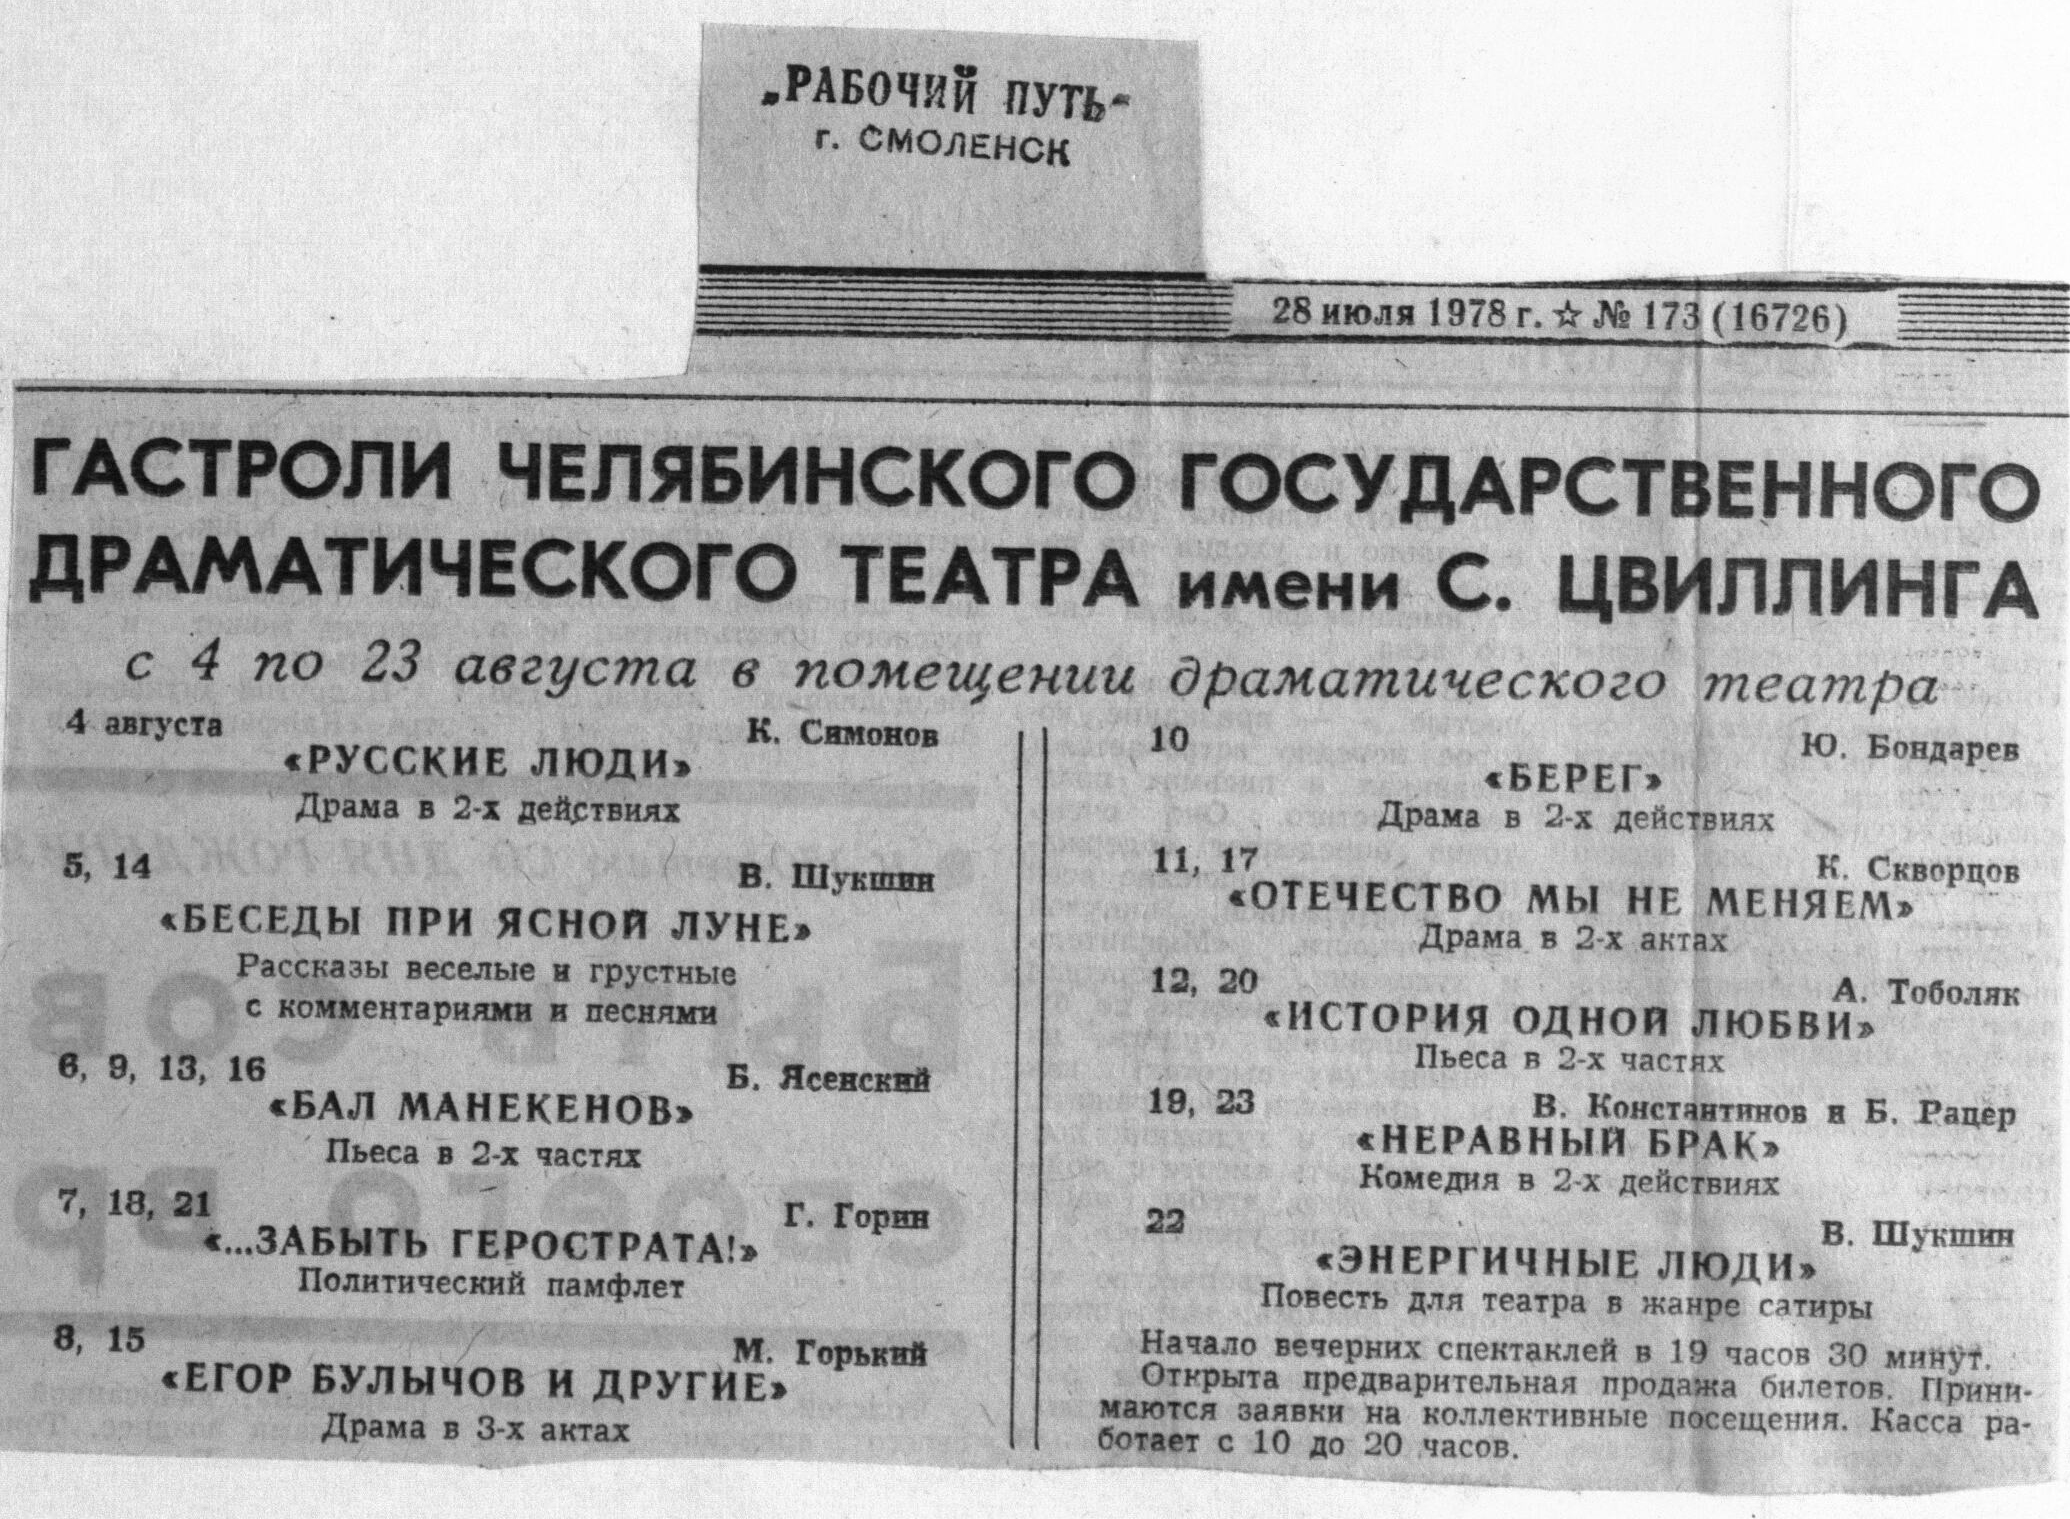 „РАБОЧИЙ ПУТЬ“
г. СМОЛЕНСК
28 июля 1978 г. ☆ № 173 (16726)
ГАСТРОЛИ ЧЕЛЯБИНСКОГО ГОСУДАРСТВЕННОГО
ДРАМАТИЧЕСКОГО ТЕАТРА имени С. ЦВИЛЛИНГА
с 4 по 23 августа в помещении драматического театра
4 августа К. Симонов
«РУССКИЕ ЛЮДИ»
Драма в 2-х действиях
5, 14 В. Шукшин
«БЕСЕДЫ ПРИ ЯСНОЙ ЛУНЕ»
Рассказы веселые и грустные
с комментариями и песнями
6, 9, 13, 16 Б. Ясенский
«БАЛ МАНЕКЕНОВ»
Пьеса в 2-х частях
7, 18, 21 Г. Горин
«...ЗАБЫТЬ ГЕРОСТРАТА!»
Политический памфлет
8, 15 М. Горький
«ЕГОР БУЛЫЧОВ И ДРУГИЕ»
Драма в 3-х актах
10 Ю. Бондарев
«БЕРЕГ»
Драма в 2-х действиях
11, 17 К. Скворцов
«ОТЕЧЕСТВО МЫ НЕ МЕНЯЕМ»
Драма в 2-х актах
12, 20 А. Тоболяк
«ИСТОРИЯ ОДНОЙ ЛЮБВИ»
Пьеса в 2-х частях
19, 23 В. Константинов и Б. Рацер
«НЕРАВНЫЙ БРАК»
Комедия в 2-х действиях
22 В. Шукшин
«ЭНЕРГИЧНЫЕ ЛЮДИ»
Повесть для театра в жанре сатиры
Начало вечерних спектаклей в 19 часов 30 минут.
Открыта предварительная продажа билетов. Прини-
маются заявки на коллективные посещения. Касса ра-
ботает с 10 до 20 часов.